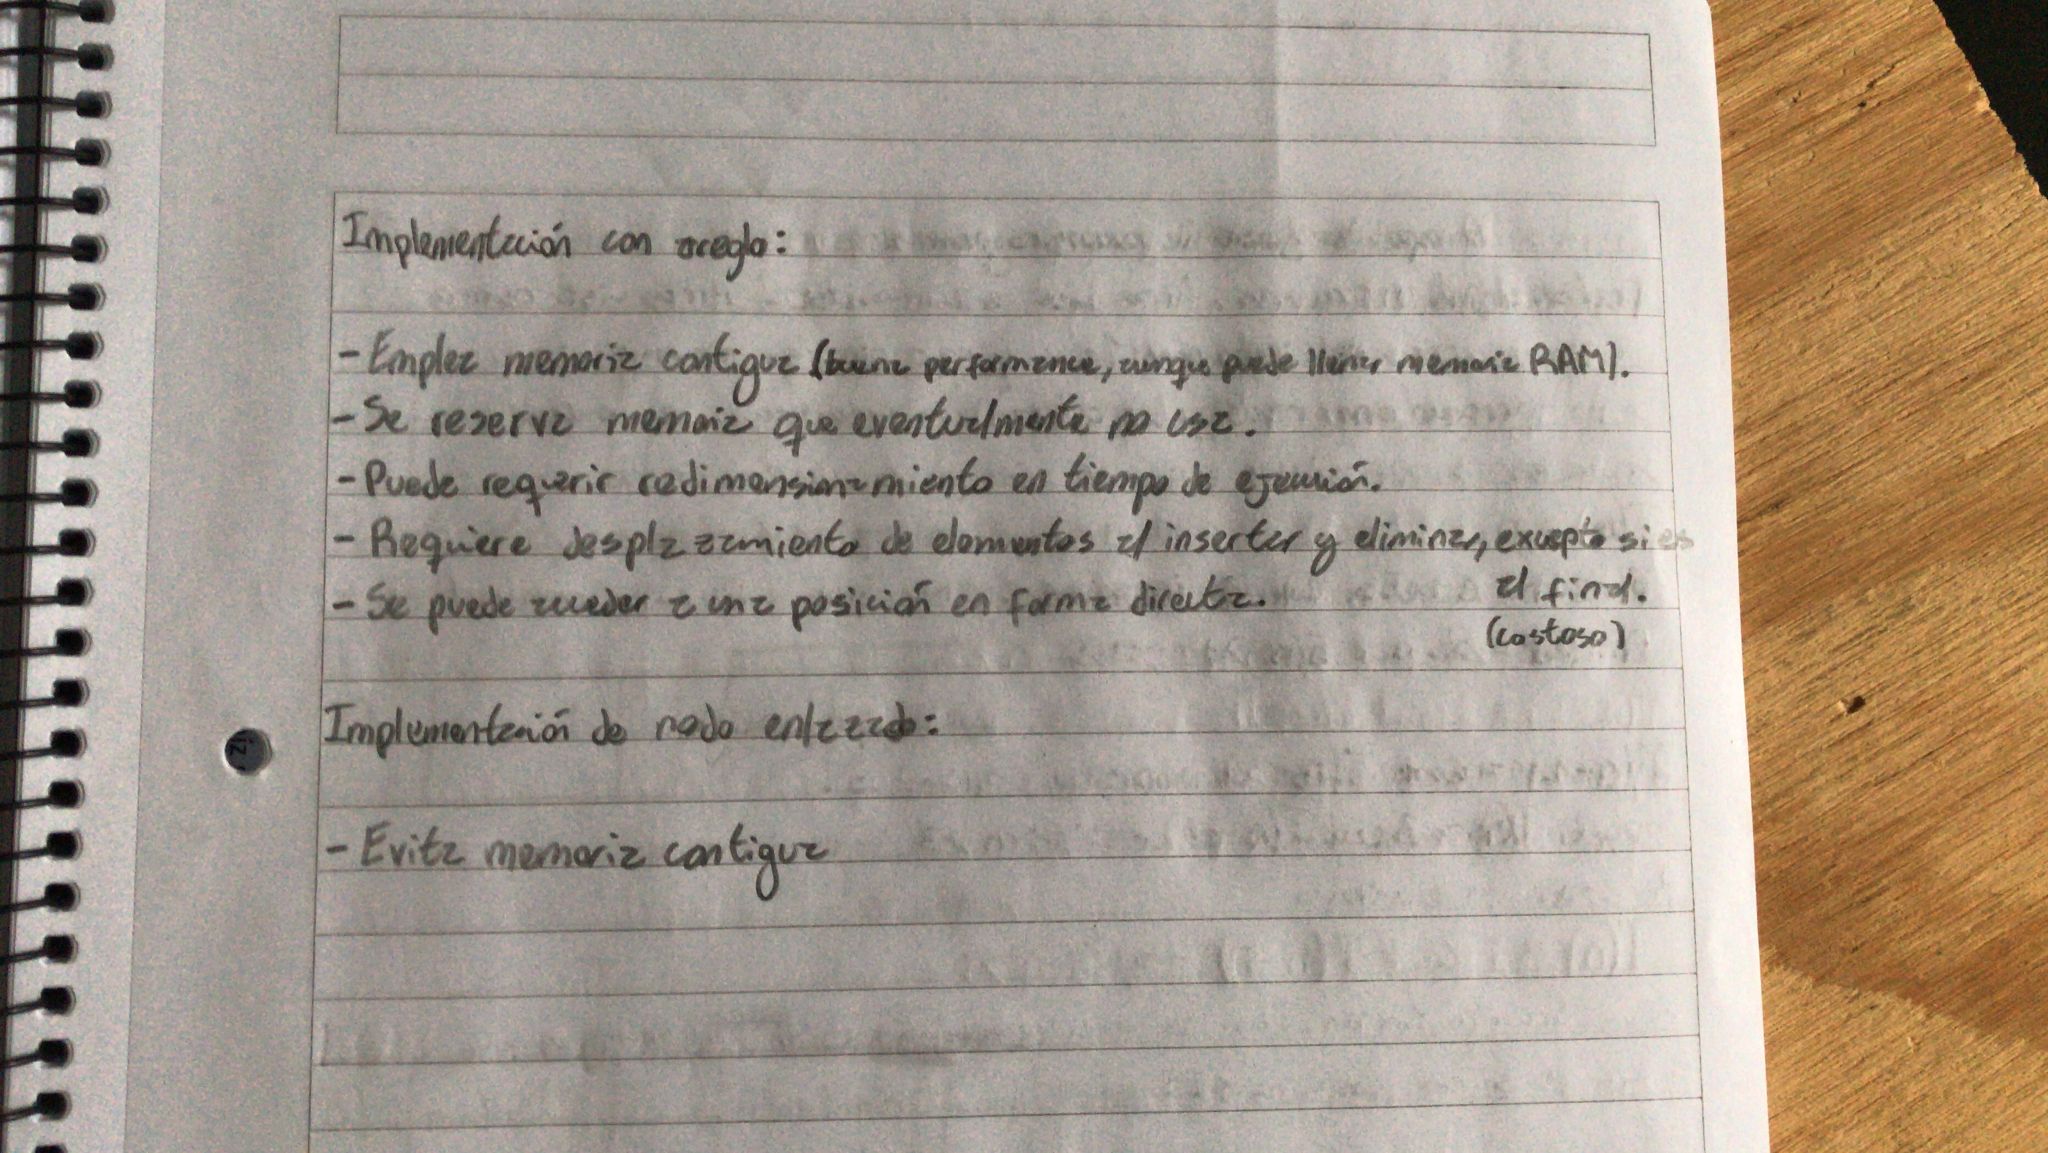 Implementación con areglo:
- Emplea memoria contigua (buena performance, aunque puede llenar memoria RAM).
- Se reserva memoria que eventualmente no usa.
- Puede requerir redimensionamiento en tiempo de ejecución.
- Requiere desplazamiento de elementos al insertar y eliminar, excepto si es
al final.
(costoso)
- Se puede acceder a una posición en forma directa.
Implementación de nodo enlazado:
- Evita memoria contigua